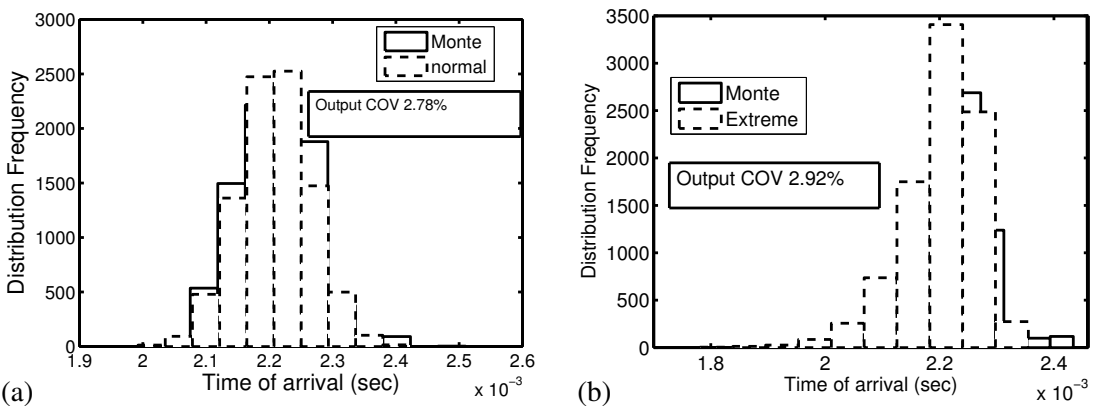 3000
2500
2000
1500
1000
500
0
Distribution Frequency
Monte
normal
Output COV 2.78%
1.9 2 2.1 2.2 2.3 2.4 2.5 2.6
Time of arrival (sec)
x 10⁻³
(a)
3500
3000
2500
2000
1500
1000
500
0
Distribution Frequency
Monte
Extreme
Output COV 2.92%
1.8 2 2.2 2.4
Time of arrival (sec)
x 10⁻³
(b)